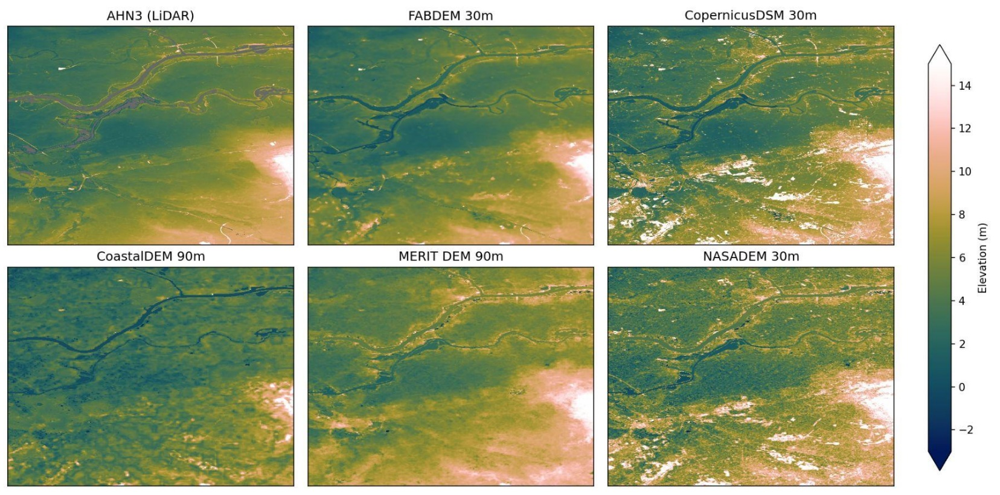 AHN3 (LiDAR)
FABDEM 30m
CopernicusDSM 30m
CoastalDEM 90m
MERIT DEM 90m
NASADEM 30m
14
12
10
8
6
4
2
0
−2
Elevation (m)